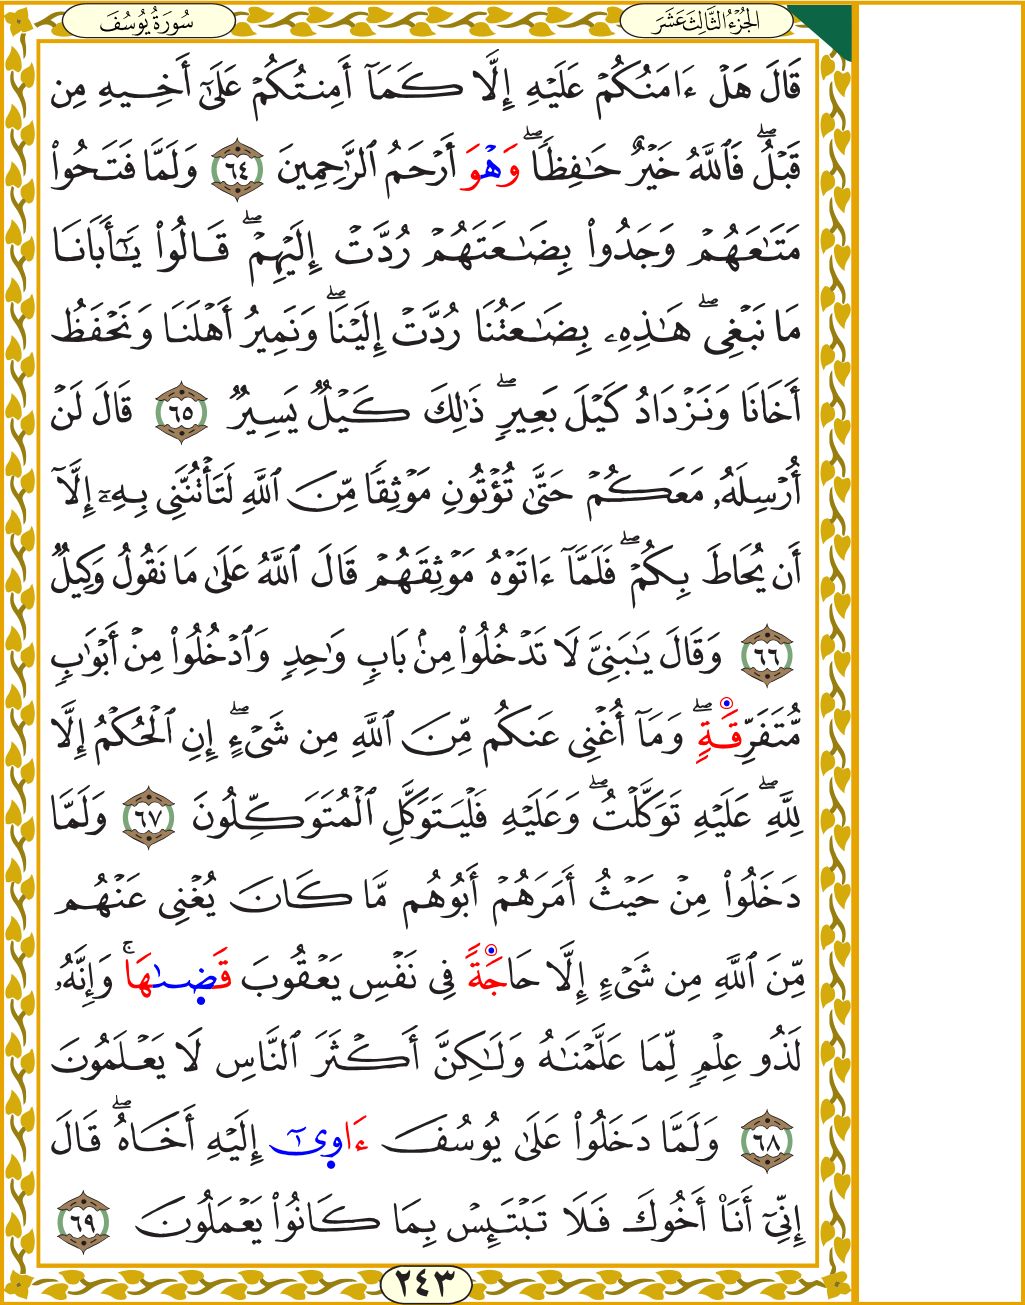 الجُزْءُ الثَّالِثَ عَشَرَ
سُورَةُ يُوسُفَ
قَالَ هَلْ ءَامَنُكُمْ عَلَيْهِ إِلَّا كَمَآ أَمِنتُكُمْ عَلَىٰٓ أَخِيهِ مِن
قَبْلُۖ فَٱللَّهُ خَيْرٌ حَـٰفِظًاۖ وَهْوَ أَرْحَمُ ٱلرَّٰحِمِينَ ٦٤ وَلَمَّا فَتَحُوا۟
مَتَـٰعَهُمْ وَجَدُوا۟ بِضَـٰعَتَهُمْ رُدَّتْ إِلَيْهِمْۖ قَالُوا۟ يَـٰٓأَبَانَا
مَا نَبْغِىۖ هَـٰذِهِۦ بِضَـٰعَتُنَا رُدَّتْ إِلَيْنَاۖ وَنَمِيرُ أَهْلَنَا وَنَحْفَظُ
أَخَانَا وَنَزْدَادُ كَيْلَ بَعِيرٍۖ ذَٰلِكَ كَيْلٌ يَسِيرٌ ٦٥ قَالَ لَنْ
أُرْسِلَهُۥ مَعَكُمْ حَتَّىٰ تُؤْتُونِ مَوْثِقًا مِّنَ ٱللَّهِ لَتَأْتُنَّنِى بِهِۦٓ إِلَّآ
أَن يُحَاطَ بِكُمْۖ فَلَمَّآ ءَاتَوْهُ مَوْثِقَهُمْ قَالَ ٱللَّهُ عَلَىٰ مَا نَقُولُ وَكِيلٌ
٦٦ وَقَالَ يَـٰبَنِىَّ لَا تَدْخُلُوا۟ مِنۢ بَابٍ وَٰحِدٍ وَٱدْخُلُوا۟ مِنْ أَبْوَٰبٍ
مُّتَفَرِّقَةٍۖ وَمَآ أُغْنِى عَنكُم مِّنَ ٱللَّهِ مِن شَىْءٍۖ إِنِ ٱلْحُكْمُ إِلَّا
لِلَّهِۖ عَلَيْهِ تَوَكَّلْتُۖ وَعَلَيْهِ فَلْيَتَوَكَّلِ ٱلْمُتَوَكِّلُونَ ٦٧ وَلَمَّا
دَخَلُوا۟ مِنْ حَيْثُ أَمَرَهُمْ أَبُوهُم مَّا كَانَ يُغْنِى عَنْهُم
مِّنَ ٱللَّهِ مِن شَىْءٍ إِلَّا حَاجَةً فِى نَفْسِ يَعْقُوبَ قَضىٰهَاۚ وَإِنَّهُۥ
لَذُو عِلْمٍ لِّمَا عَلَّمْنَـٰهُ وَلَـٰكِنَّ أَكْثَرَ ٱلنَّاسِ لَا يَعْلَمُونَ
٦٨ وَلَمَّا دَخَلُوا۟ عَلَىٰ يُوسُفَ ءَاوىٰٓ إِلَيْهِ أَخَاهُۖ قَالَ
إِنِّىٓ أَنَا۠ أَخُوكَ فَلَا تَبْتَئِسْ بِمَا كَانُوا۟ يَعْمَلُونَ ٦٩
٢٤٣